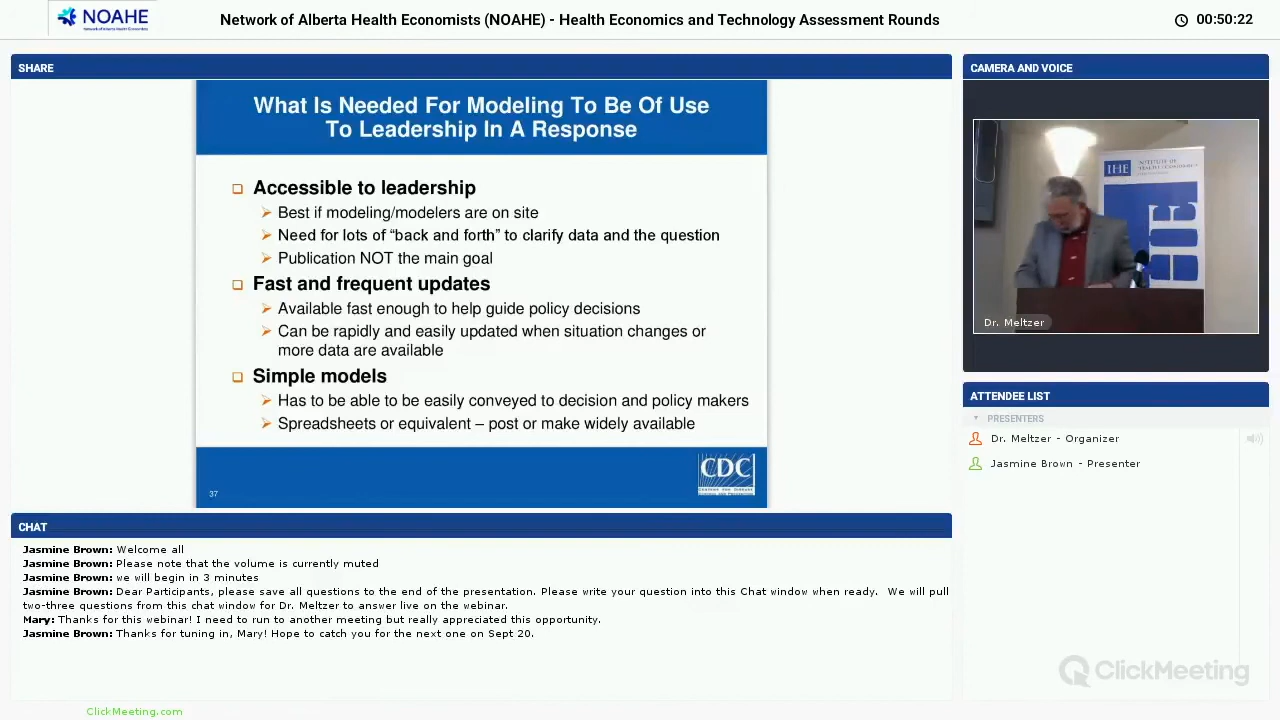 NOAHE
Network of Alberta Health Economists
Network of Alberta Health Economists (NOAHE) - Health Economics and Technology Assessment Rounds
00:50:22
SHARE
What Is Needed For Modeling To Be Of Use
To Leadership In A Response
Accessible to leadership
Best if modeling/modelers are on site
Need for lots of “back and forth” to clarify data and the question
Publication NOT the main goal
Fast and frequent updates
Available fast enough to help guide policy decisions
Can be rapidly and easily updated when situation changes or
more data are available
Simple models
Has to be able to be easily conveyed to decision and policy makers
Spreadsheets or equivalent – post or make widely available
CDC
37
CAMERA AND VOICE
IHE
INSTITUTE OF
HEALTH ECONOMICS
IHE
Dr. Meltzer
ATTENDEE LIST
PRESENTERS
Dr. Meltzer - Organizer
Jasmine Brown - Presenter
CHAT
Jasmine Brown: Welcome all
Jasmine Brown: Please note that the volume is currently muted
Jasmine Brown: we will begin in 3 minutes
Jasmine Brown: Dear Participants, please save all questions to the end of the presentation. Please write your question into this Chat window when ready. We will pull
two-three questions from this chat window for Dr. Meltzer to answer live on the webinar.
Mary: Thanks for this webinar! I need to run to another meeting but really appreciated this opportunity.
Jasmine Brown: Thanks for tuning in, Mary! Hope to catch you for the next one on Sept 20.
ClickMeeting
ClickMeeting.com